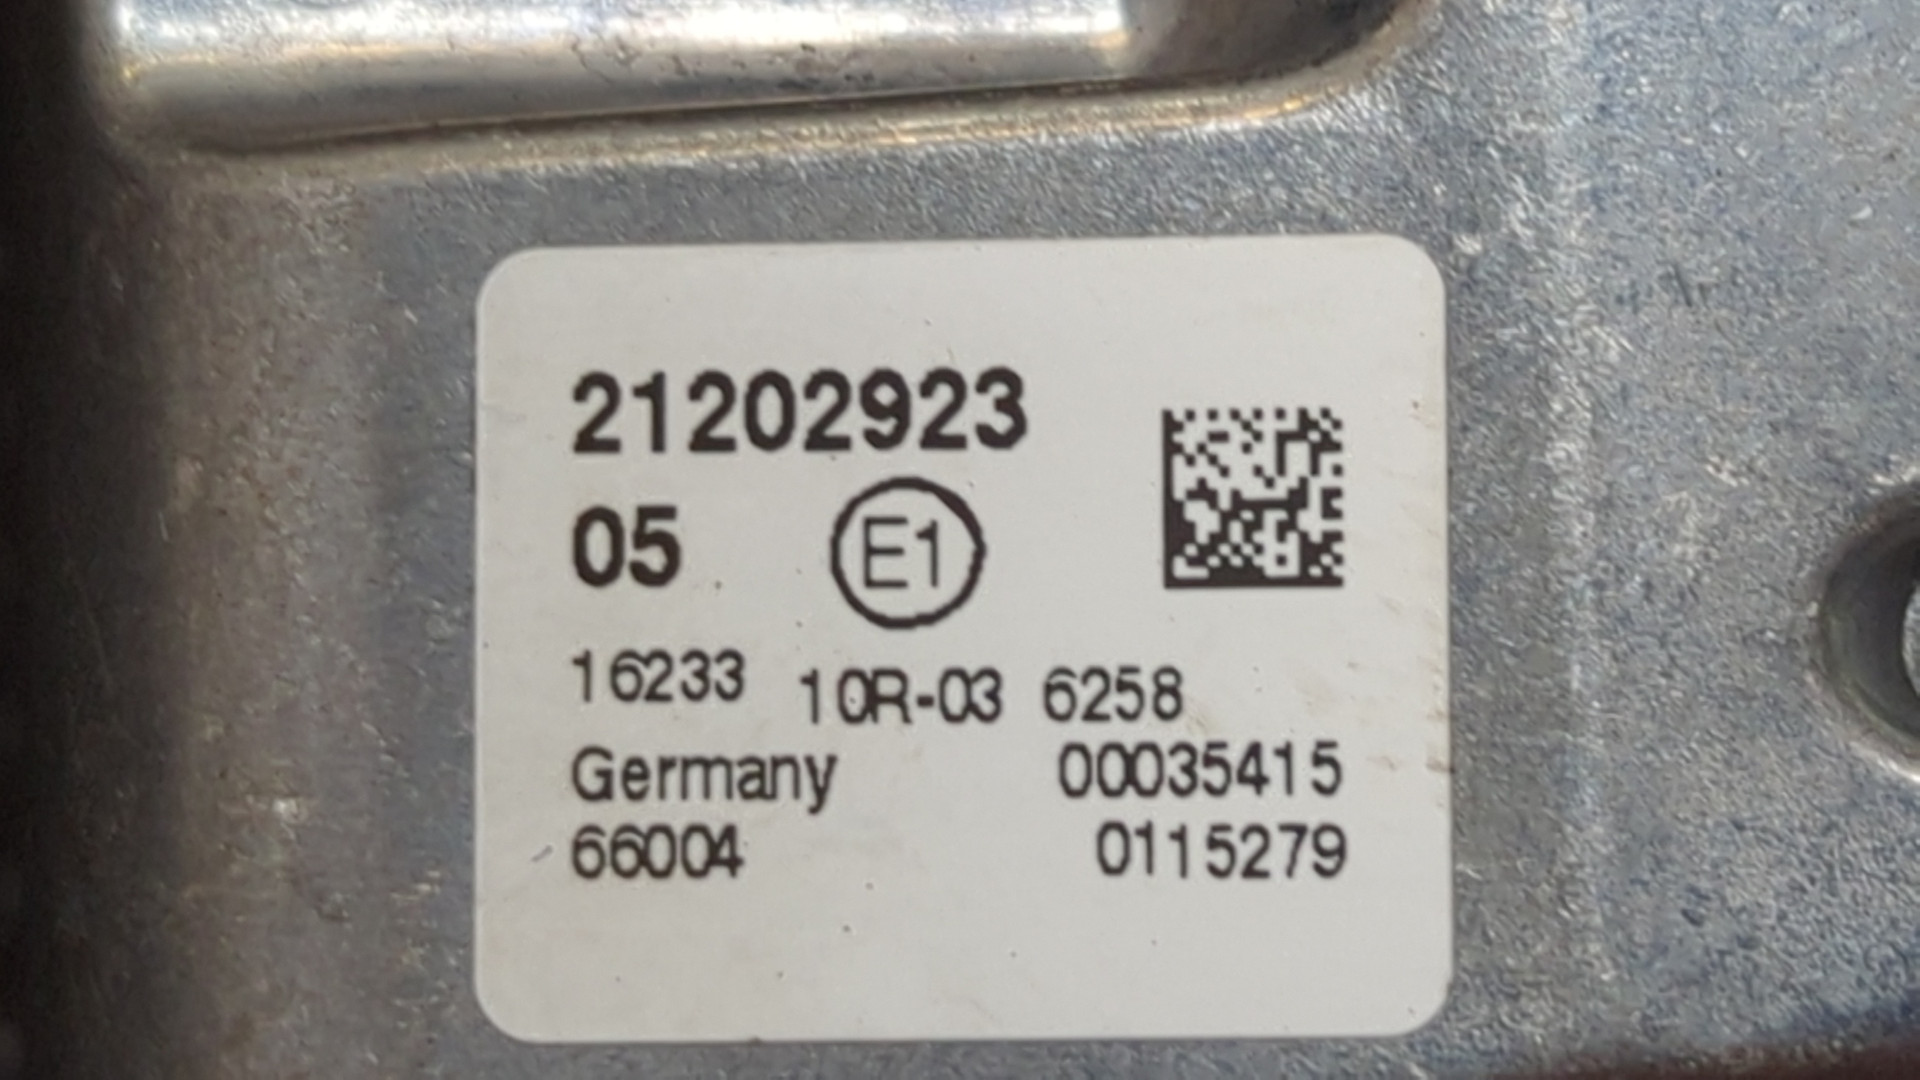 21202923
05 E1
16233 10R-03 6258
Germany 00035415
66004 0115279